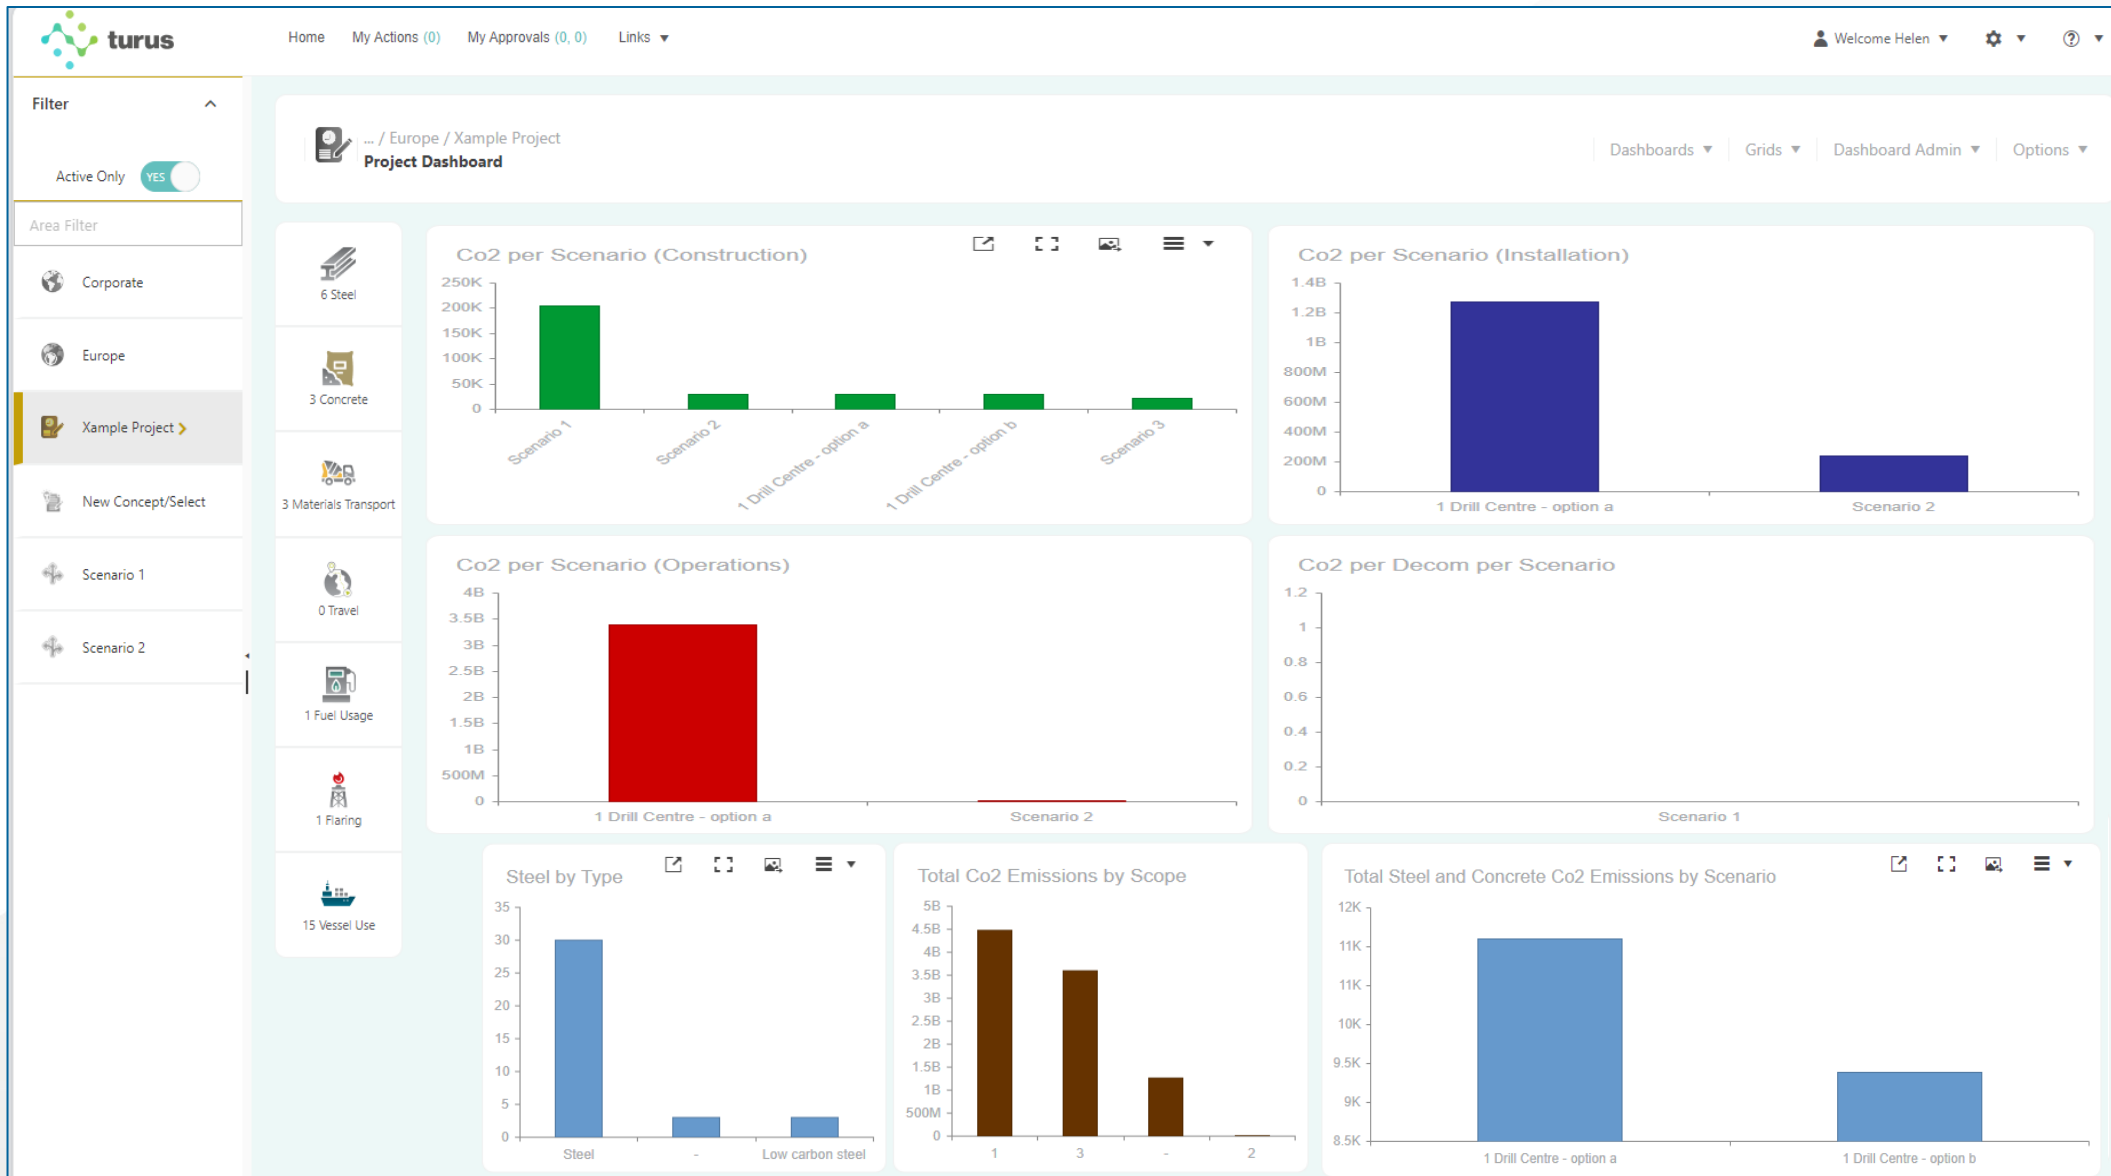 turus
Home
My Actions (0)
My Approvals (0, 0)
Links
Welcome Helen
Filter
Active Only
YES
Area Filter
Corporate
Europe
Xample Project
New Concept/Select
Scenario 1
Scenario 2
... / Europe / Xample Project
Project Dashboard
Dashboards
Grids
Dashboard Admin
Options
6 Steel
3 Concrete
3 Materials Transport
0 Travel
1 Fuel Usage
1 Flaring
15 Vessel Use
Co2 per Scenario (Construction)
250K
200K
150K
100K
50K
0
Scenario 1
Scenario 2
1 Drill Centre - option a
1 Drill Centre - option b
Scenario 3
Co2 per Scenario (Installation)
1.4B
1.2B
1B
800M
600M
400M
200M
0
1 Drill Centre - option a
Scenario 2
Co2 per Scenario (Operations)
4B
3.5B
3B
2.5B
2B
1.5B
1B
500M
0
1 Drill Centre - option a
Scenario 2
Co2 per Decom per Scenario
1.2
1
0.8
0.6
0.4
0.2
0
Scenario 1
Steel by Type
35
30
25
20
15
10
5
0
Steel
-
Low carbon steel
Total Co2 Emissions by Scope
5B
4.5B
4B
3.5B
3B
2.5B
2B
1.5B
1B
500M
0
1
3
-
2
Total Steel and Concrete Co2 Emissions by Scenario
12K
11K
11K
10K
9.5K
9K
8.5K
1 Drill Centre - option a
1 Drill Centre - option b